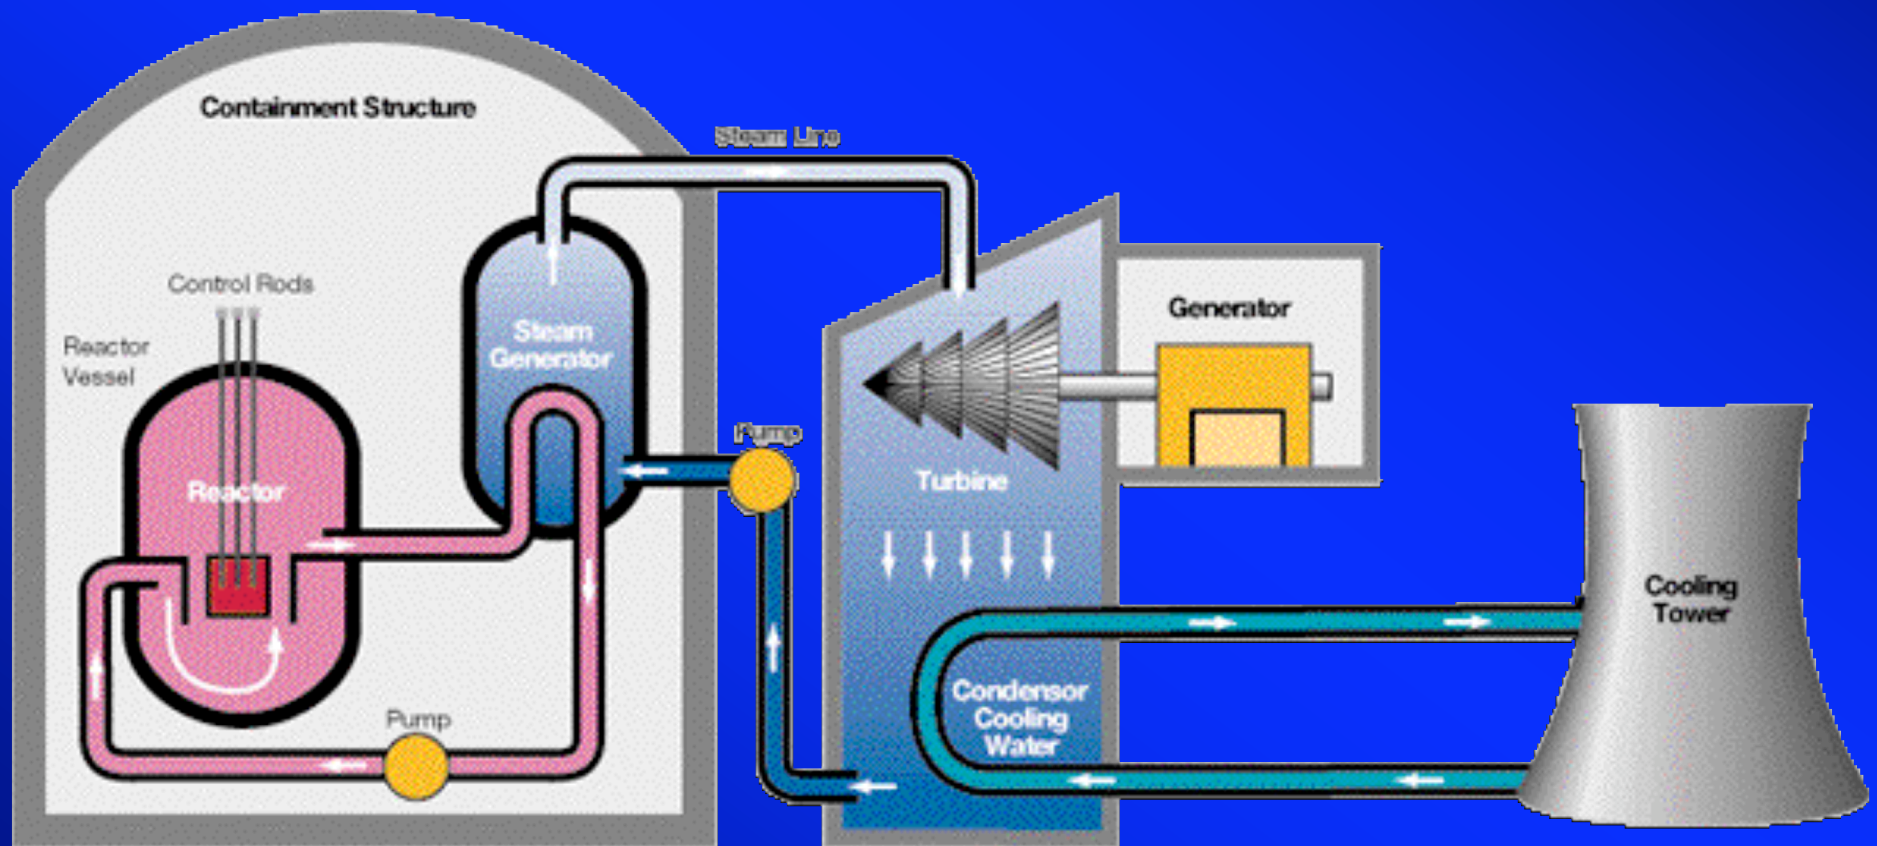 Containment Structure
Steam Line
Control Rods
Reactor
Vessel
Steam
Generator
Generator
Pump
Reactor
Turbine
Cooling
Tower
Condensor
Cooling
Water
Pump